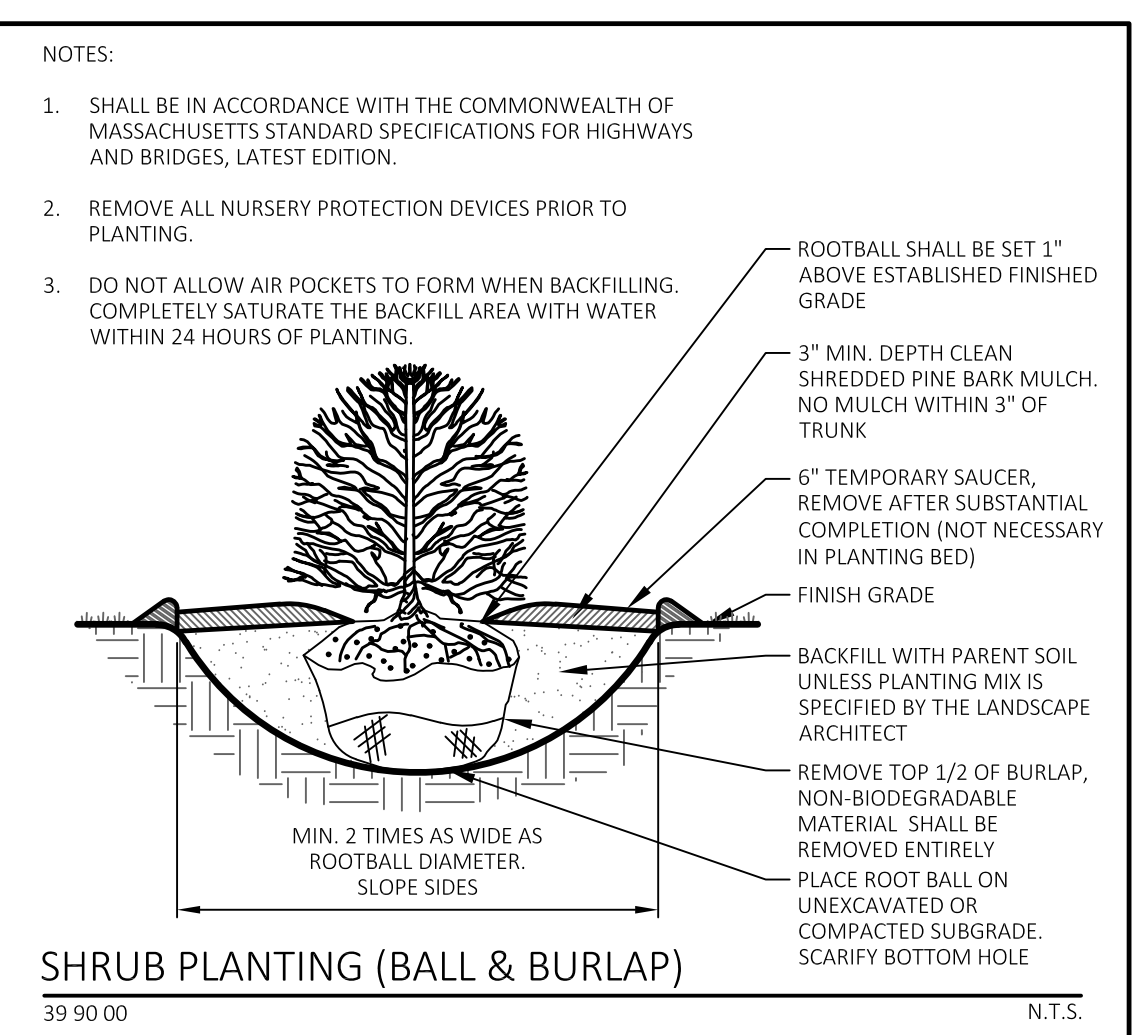 NOTES:
1. SHALL BE IN ACCORDANCE WITH THE COMMONWEALTH OF
MASSACHUSETTS STANDARD SPECIFICATIONS FOR HIGHWAYS
AND BRIDGES, LATEST EDITION.
2. REMOVE ALL NURSERY PROTECTION DEVICES PRIOR TO
PLANTING.
3. DO NOT ALLOW AIR POCKETS TO FORM WHEN BACKFILLING.
COMPLETELY SATURATE THE BACKFILL AREA WITH WATER
WITHIN 24 HOURS OF PLANTING.
ROOTBALL SHALL BE SET 1"
ABOVE ESTABLISHED FINISHED
GRADE
3" MIN. DEPTH CLEAN
SHREDDED PINE BARK MULCH.
NO MULCH WITHIN 3" OF
TRUNK
6" TEMPORARY SAUCER,
REMOVE AFTER SUBSTANTIAL
COMPLETION (NOT NECESSARY
IN PLANTING BED)
FINISH GRADE
BACKFILL WITH PARENT SOIL
UNLESS PLANTING MIX IS
SPECIFIED BY THE LANDSCAPE
ARCHITECT
REMOVE TOP 1/2 OF BURLAP,
NON-BIODEGRADABLE
MATERIAL SHALL BE
REMOVED ENTIRELY
PLACE ROOT BALL ON
UNEXCAVATED OR
COMPACTED SUBGRADE.
SCARIFY BOTTOM HOLE
MIN. 2 TIMES AS WIDE AS
ROOTBALL DIAMETER.
SLOPE SIDES
SHRUB PLANTING (BALL & BURLAP)
39 90 00
N.T.S.